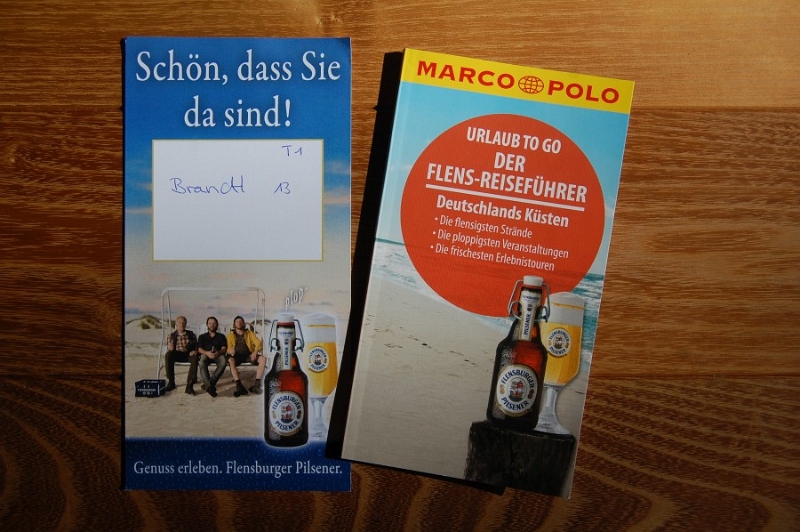 Schön, dass Sie
da sind!
T1
Brandt 13
plop
FLENSBURGER
PILSENER
Genuss erleben. Flensburger Pilsener.
MARCO POLO
URLAUB TO GO
DER
FLENS-REISEFÜHRER
Deutschlands Küsten
• Die flensigsten Strände
• Die ploppigsten Veranstaltungen
• Die frischesten Erlebnistouren
FLENSBURGER
PILSENER